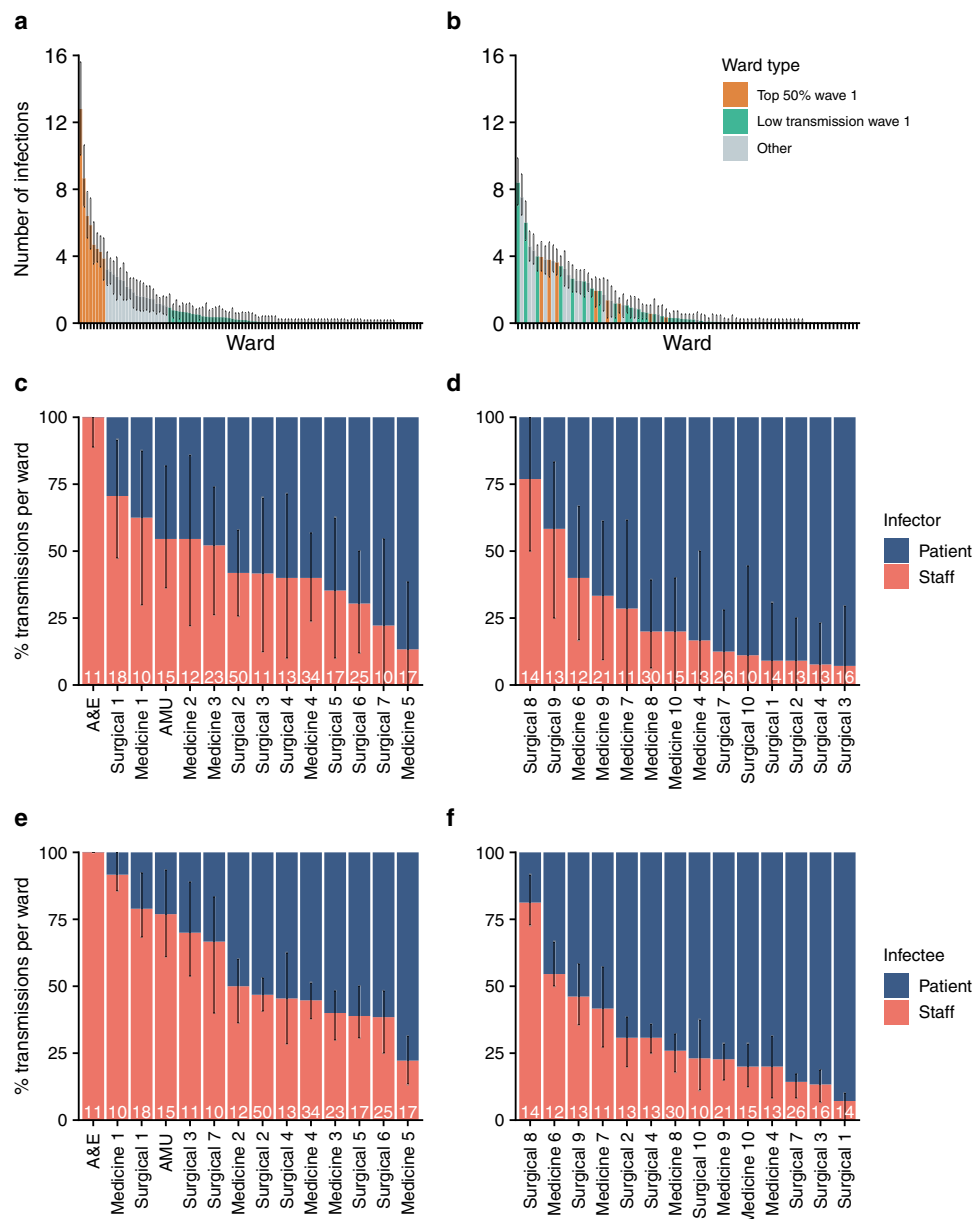 a
b
16
12
8
4
0
Number of infections
Ward
16
12
8
4
0
Ward
Ward type
Top 50% wave 1
Low transmission wave 1
Other
c
d
100
75
50
25
0
% transmissions per ward
11 18 10 15 12 23 50 11 13 34 17 25 10 17
A&E
Surgical 1
Medicine 1
AMU
Medicine 2
Medicine 3
Surgical 2
Surgical 3
Surgical 4
Medicine 4
Surgical 5
Surgical 6
Surgical 7
Medicine 5
100
75
50
25
0
14 13 12 21 11 30 15 13 26 10 14 13 13 16
Surgical 8
Surgical 9
Medicine 6
Medicine 9
Medicine 7
Medicine 8
Medicine 10
Medicine 4
Surgical 7
Surgical 10
Surgical 1
Surgical 2
Surgical 4
Surgical 3
Infector
Patient
Staff
e
f
100
75
50
25
0
% transmissions per ward
11 10 18 15 11 10 12 50 13 34 23 17 25 17
A&E
Medicine 1
Surgical 1
AMU
Surgical 3
Surgical 7
Medicine 2
Surgical 2
Surgical 4
Medicine 4
Medicine 3
Surgical 5
Surgical 6
Medicine 5
100
75
50
25
0
14 12 13 11 13 13 30 10 21 15 13 26 16 14
Surgical 8
Medicine 6
Surgical 9
Medicine 7
Surgical 2
Surgical 4
Medicine 8
Surgical 10
Medicine 9
Medicine 10
Medicine 4
Surgical 7
Surgical 3
Surgical 1
Infectee
Patient
Staff